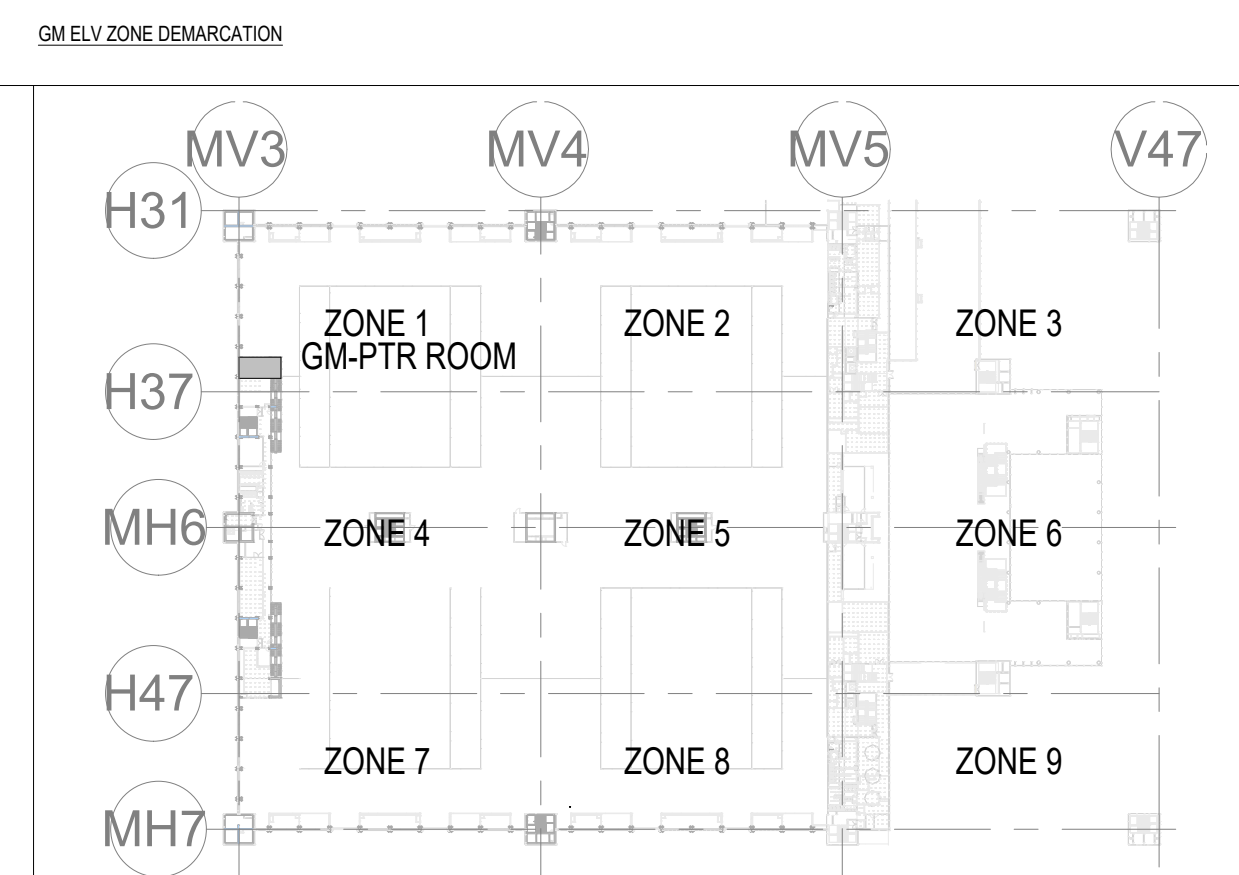 GM ELV ZONE DEMARCATION
MV3
MV4
MV5
V47
H31
ZONE 1
ZONE 2
ZONE 3
GM-PTR ROOM
H37
MH6
ZONE 4
ZONE 5
ZONE 6
H47
ZONE 7
ZONE 8
ZONE 9
MH7